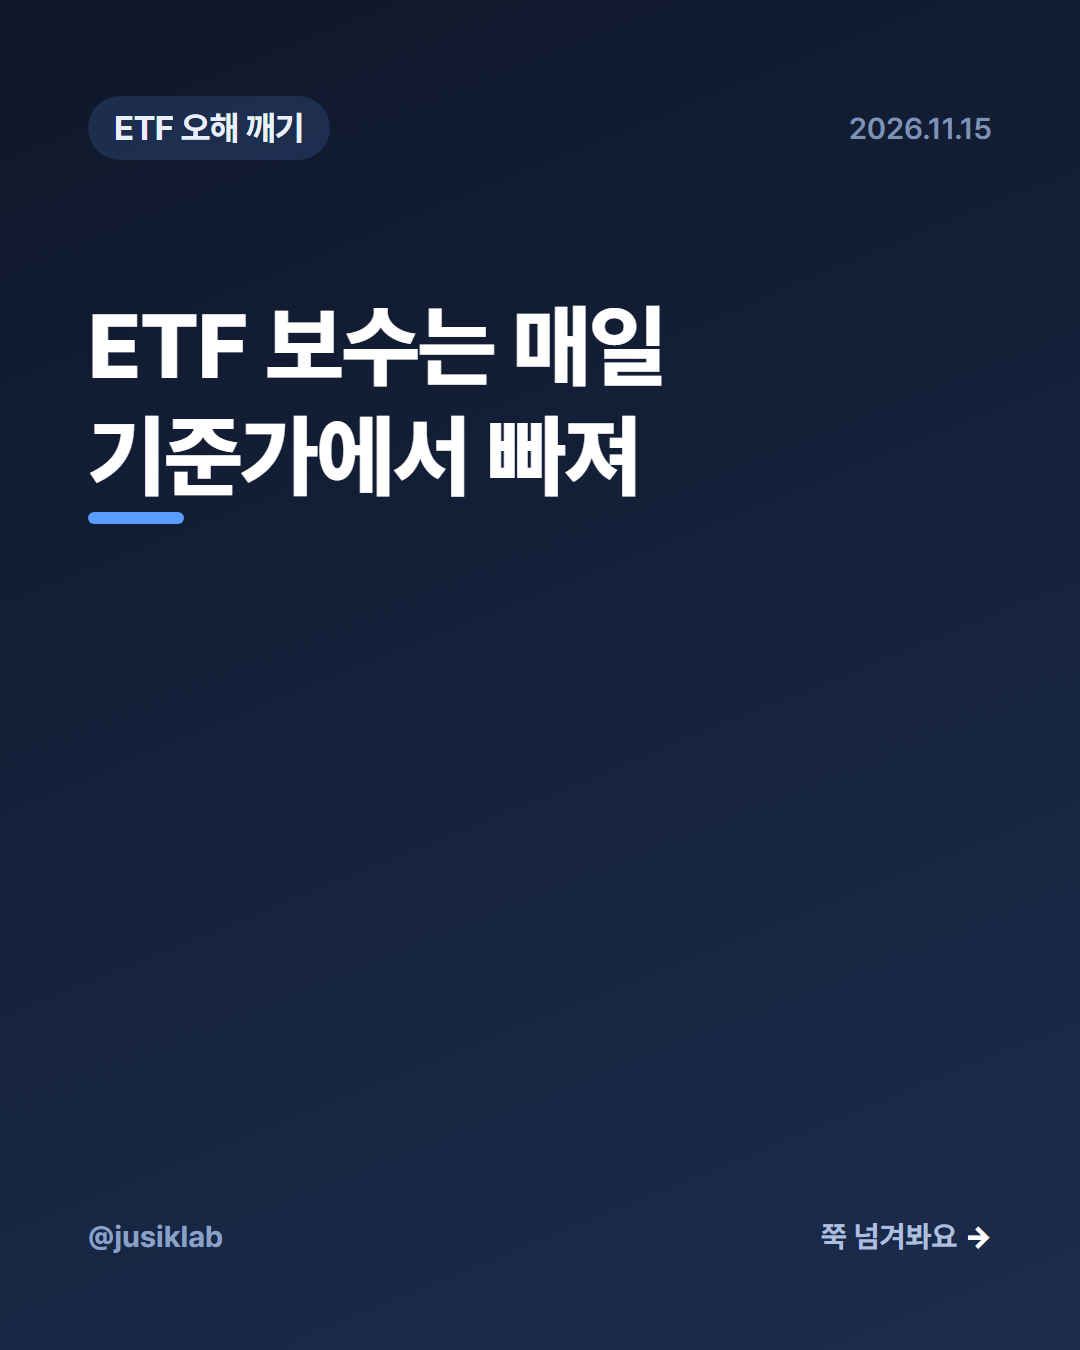 ETF 오해 깨기
2026.11.15
ETF 보수는 매일
기준가에서 빠져
@jusiklab
쭉 넘겨봐요 →